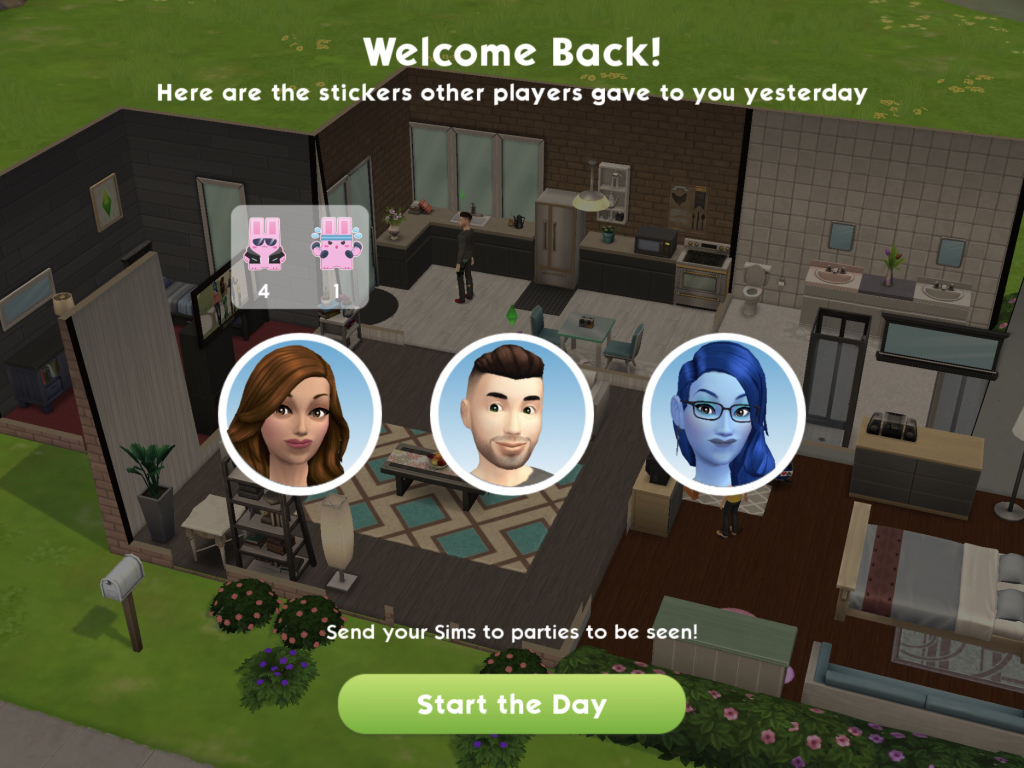 Welcome Back!
Here are the stickers other players gave to you yesterday
4 1
Send your Sims to parties to be seen!
Start the Day